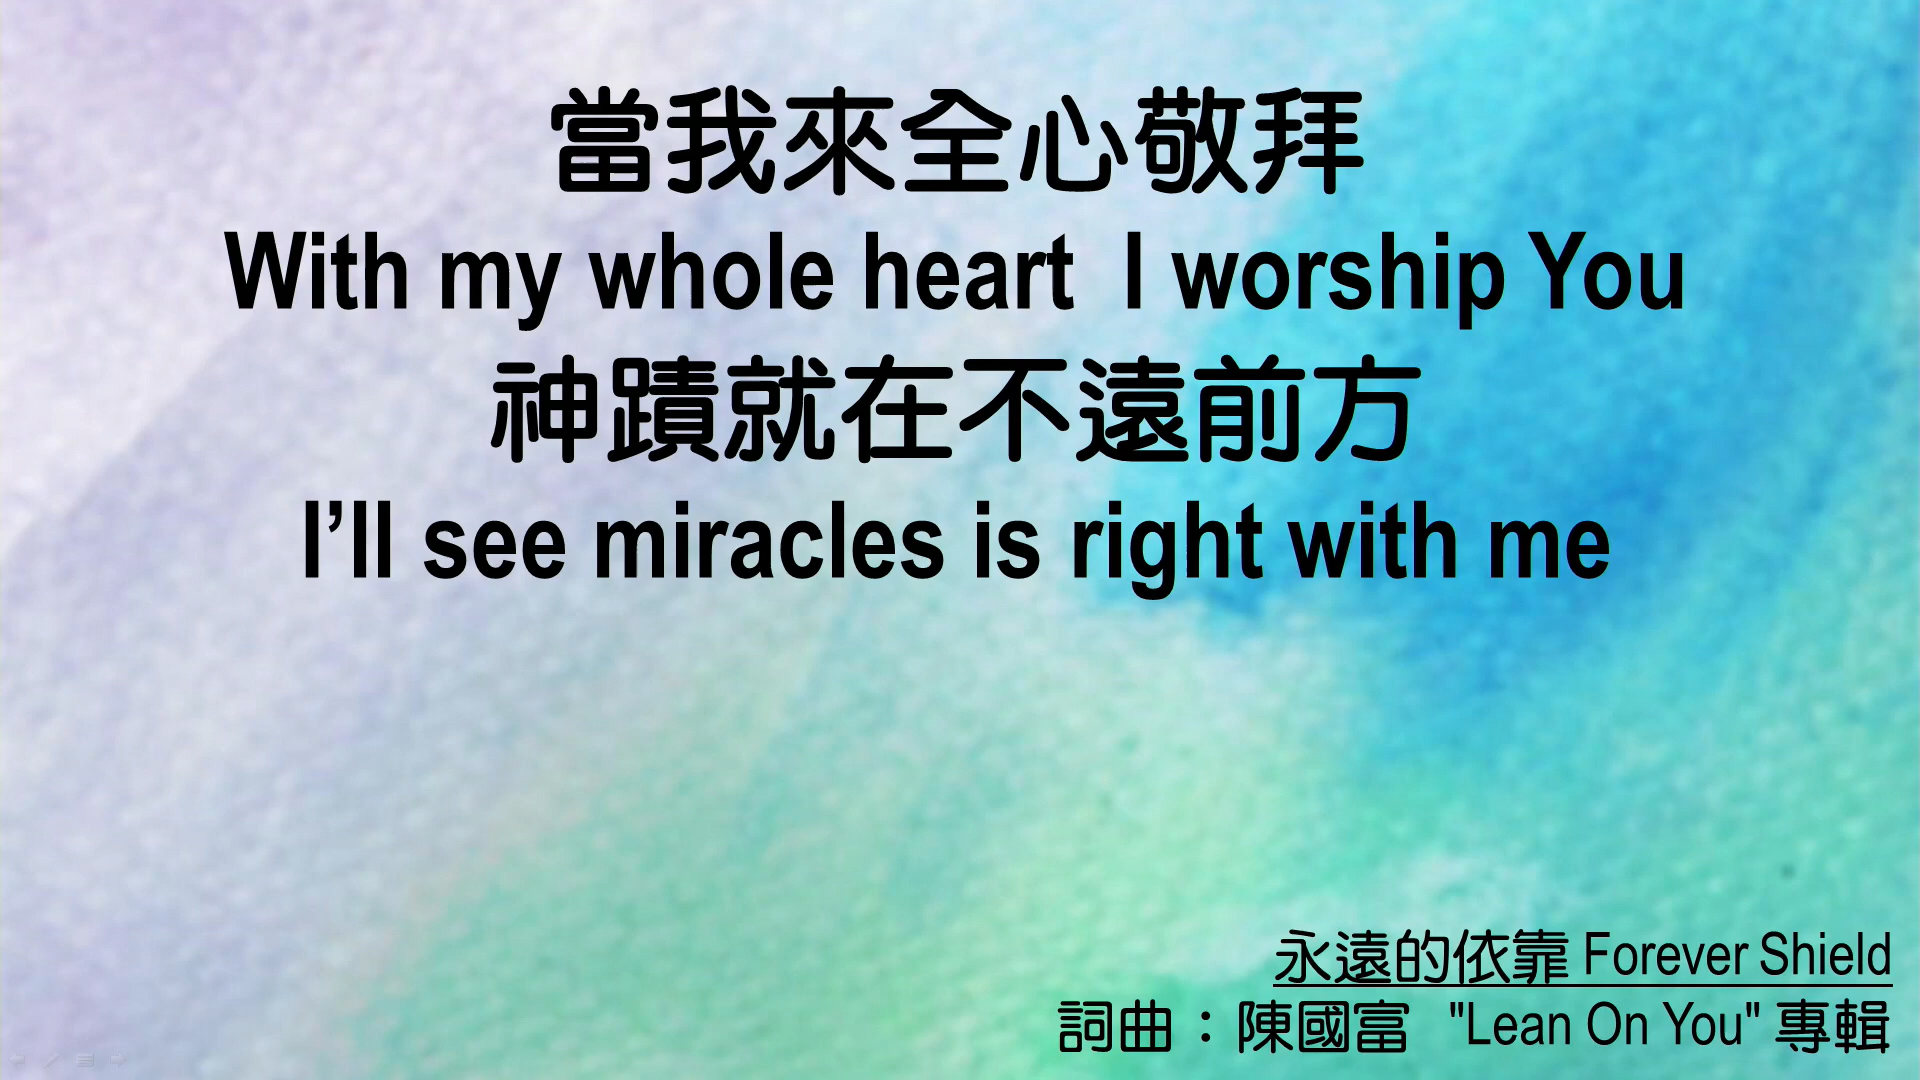 當我來全心敬拜
With my whole heart  I worship You
神蹟就在不遠前方
I’ll see miracles is right with me
永遠的依靠 Forever Shield
詞曲：陳國富   "Lean On You" 專輯